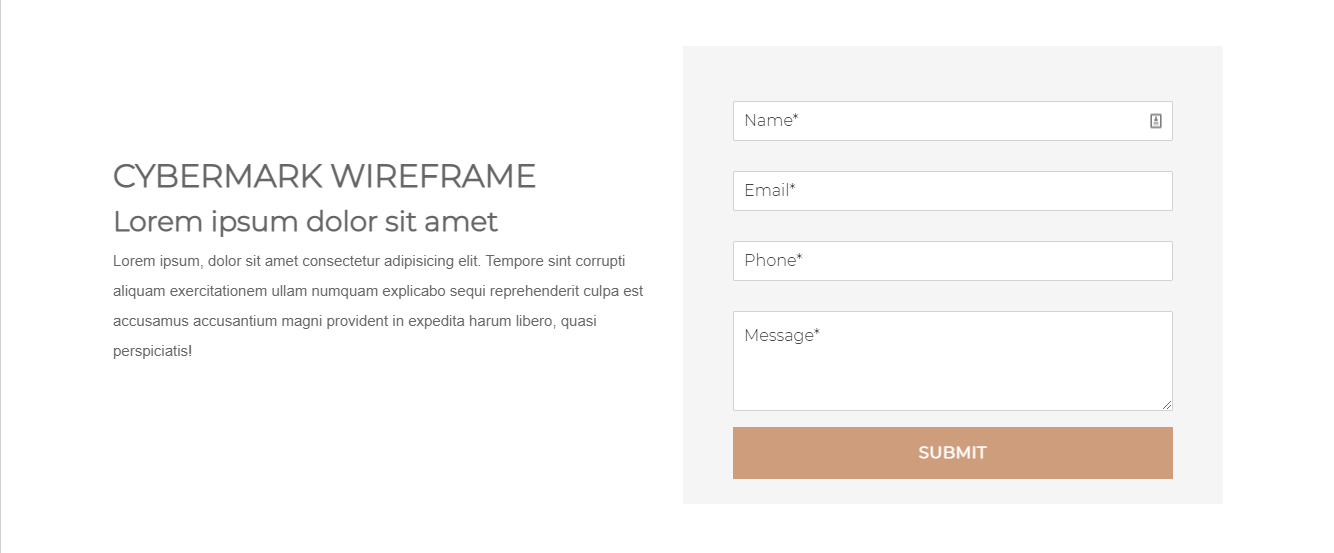 CYBERMARK WIREFRAME
Lorem ipsum dolor sit amet
Lorem ipsum, dolor sit amet consectetur adipisicing elit. Tempore sint corrupti
aliquam exercitationem ullam numquam explicabo sequi reprehenderit culpa est
accusamus accusantium magni provident in expedita harum libero, quasi
perspiciatis!
Name*
Email*
Phone*
Message*
SUBMIT